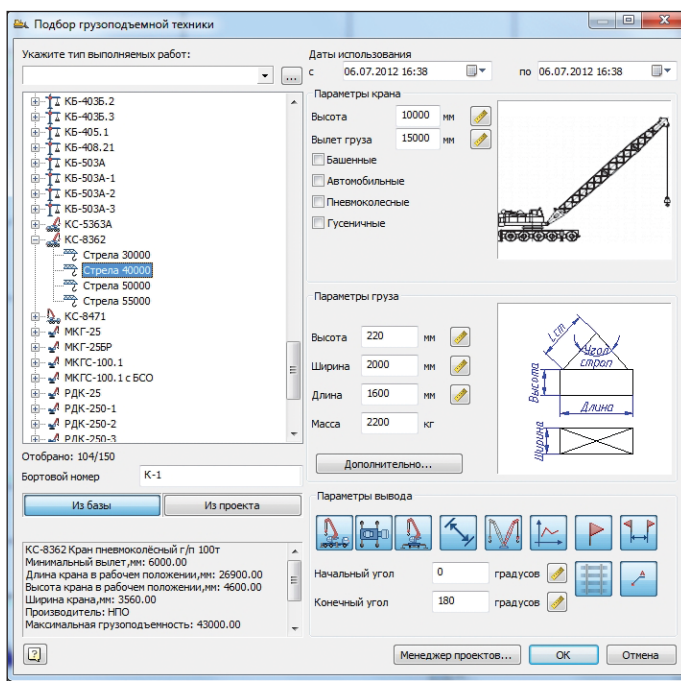 Подбор грузоподъемной техники
Укажите тип выполняемых работ:
...
КБ-403Б.2
КБ-403Б.3
КБ-405.1
КБ-408.21
КБ-503А
КБ-503А-1
КБ-503А-2
КБ-503А-3
КС-5363А
КС-8362
Стрела 30000
Стрела 40000
Стрела 50000
Стрела 55000
КС-8471
МКГ-25
МКГ-25БР
МКГС-100.1
МКГС-100.1 с БСО
РДК-25
РДК-250-1
РДК-250-2
РДК-250-3
Отобрано: 104/150
Бортовой номер K-1
Из базы Из проекта
КС-8362 Кран пневмоколёсный г/п 100т
Минимальный вылет,мм: 6000.00
Длина крана в рабочем положении,мм: 26900.00
Высота крана в рабочем положении,мм: 4600.00
Ширина крана,мм: 3560.00
Производитель: НПО
Максимальная грузоподъемность: 43000.00
Даты использования
с 06.07.2012 16:38 по 06.07.2012 16:38
Параметры крана
Высота 10000 мм
Вылет груза 15000 мм
Башенные
Автомобильные
Пневмоколесные
Гусеничные
Параметры груза
Высота 220 мм
Ширина 2000 мм
Длина 1600 мм
Масса 2200 кг
Дополнительно...
Lст
Угол
строп
Высота
Длина
Ширина
Параметры вывода
Начальный угол 0 градусов
Конечный угол 180 градусов
Менеджер проектов... ОК Отмена